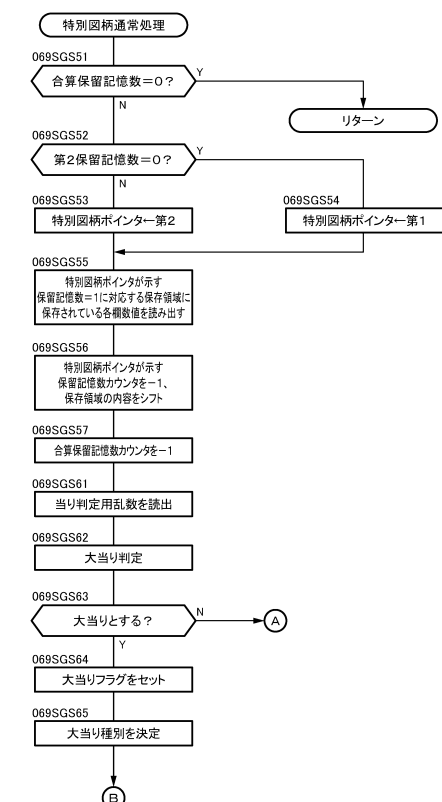 特別図柄通常処理
069SGS51
合算保留記憶数＝0？
Y
N
リターン
069SGS52
第2保留記憶数＝0？
Y
N
069SGS53
特別図柄ポインタ←第2
069SGS54
特別図柄ポインタ←第1
069SGS55
特別図柄ポインタが示す
保留記憶数＝1に対応する保存領域に
保存されている各欄数値を読み出す
069SGS56
特別図柄ポインタが示す
保留記憶数カウンタを－1、
保存領域の内容をシフト
069SGS57
合算保留記憶数カウンタを－1
069SGS61
当り判定用乱数を読出
069SGS62
大当り判定
069SGS63
大当りとする？
N
A
Y
069SGS64
大当りフラグをセット
069SGS65
大当り種別を決定
B